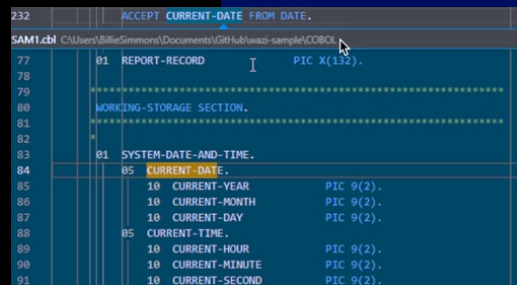 232 ACCEPT CURRENT-DATE FROM DATE.
SAM1.cbl C:\Users\BillieSimmons\Documents\GitHub\wazi-sample\COBOL
77 01 REPORT-RECORD PIC X(132).
78
79 *****************************************************************
80 WORKING-STORAGE SECTION.
81 *****************************************************************
82 *
83 01 SYSTEM-DATE-AND-TIME.
84 05 CURRENT-DATE.
85 10 CURRENT-YEAR PIC 9(2).
86 10 CURRENT-MONTH PIC 9(2).
87 10 CURRENT-DAY PIC 9(2).
88 05 CURRENT-TIME.
89 10 CURRENT-HOUR PIC 9(2).
90 10 CURRENT-MINUTE PIC 9(2).
91 10 CURRENT-SECOND PIC 9(2).